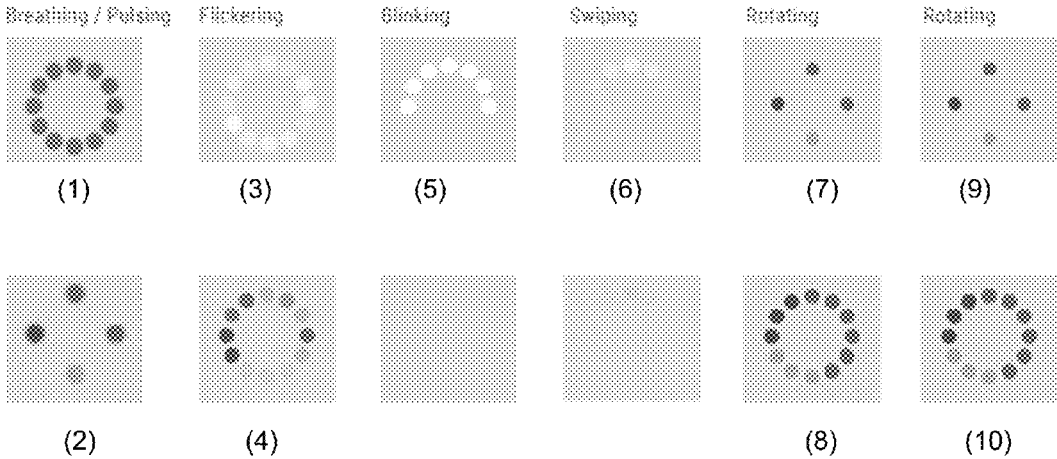 Breathing / Pulsing Flickering Blinking Swiping Rotating Rotating
(1) (3) (5) (6) (7) (9)
(2) (4) (8) (10)